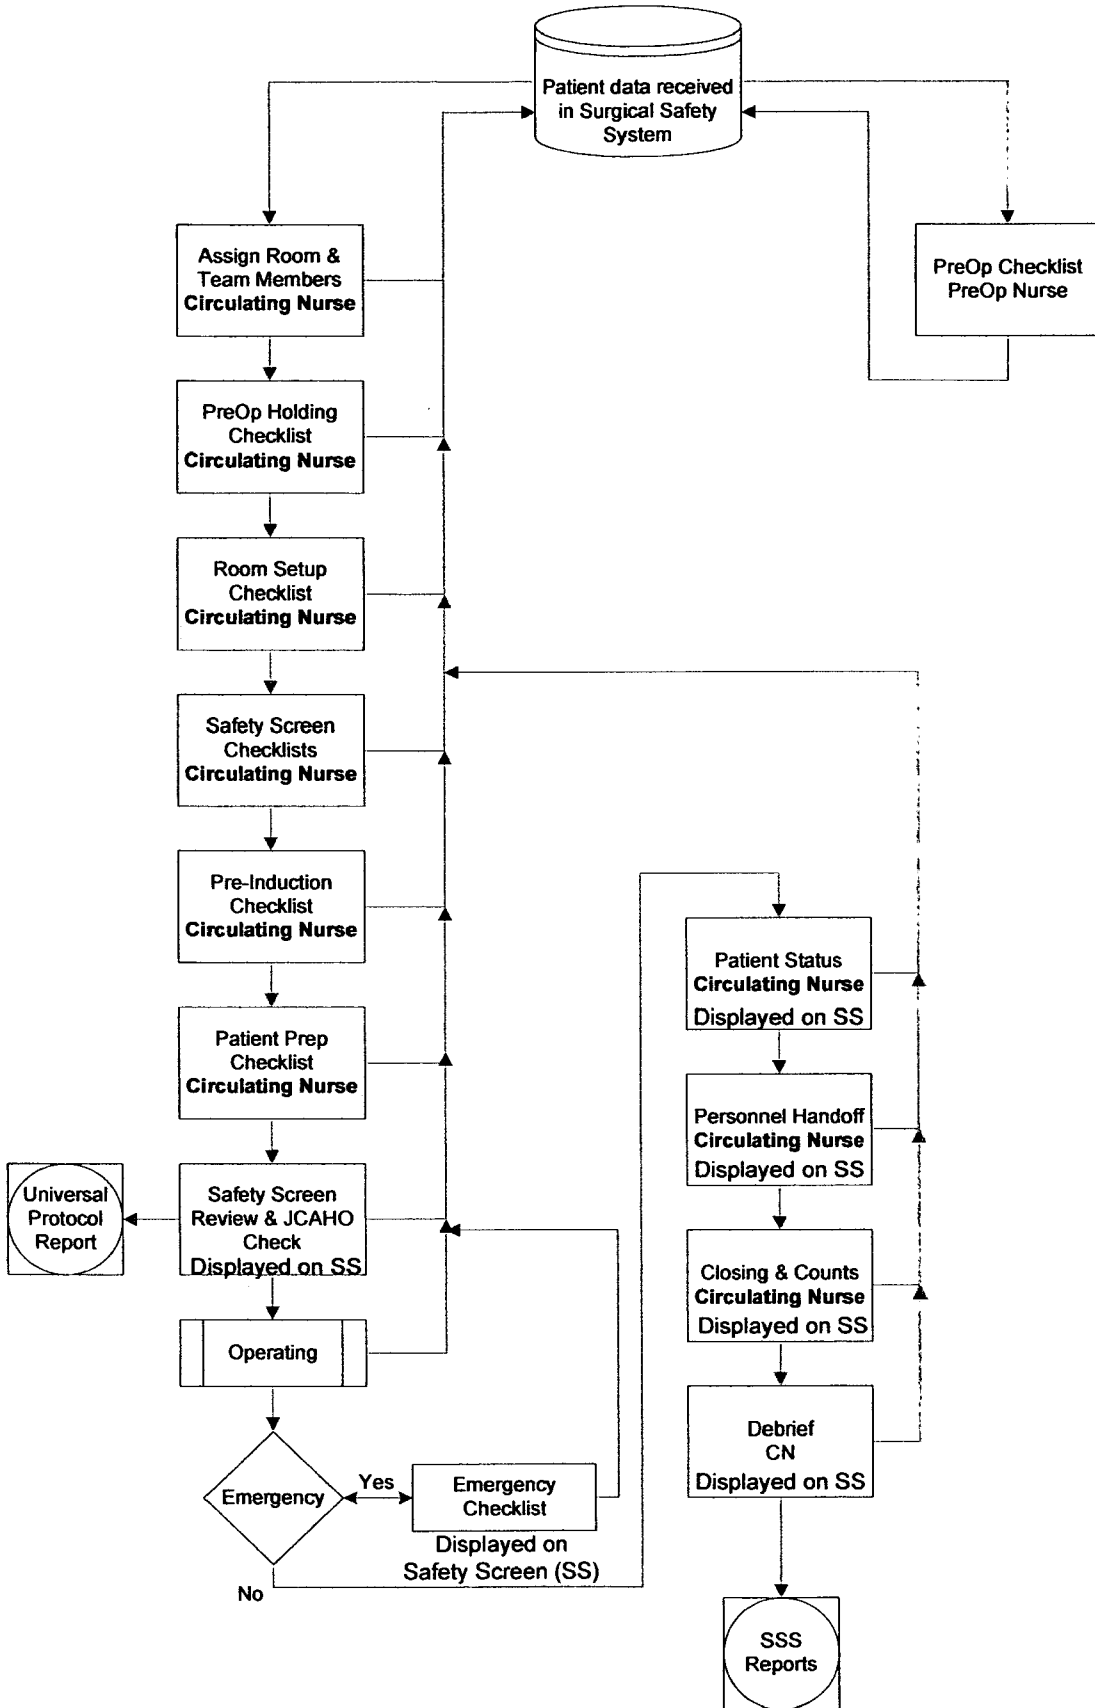 Patient data received
in Surgical Safety
System
Assign Room &
Team Members
Circulating Nurse
PreOp Checklist
PreOp Nurse
PreOp Holding
Checklist
Circulating Nurse
Room Setup
Checklist
Circulating Nurse
Safety Screen
Checklists
Circulating Nurse
Pre-Induction
Checklist
Circulating Nurse
Patient Prep
Checklist
Circulating Nurse
Universal
Protocol
Report
Safety Screen
Review & JCAHO
Check
Displayed on SS
Operating
Emergency
Yes
Emergency
Checklist
Displayed on
Safety Screen (SS)
No
Patient Status
Circulating Nurse
Displayed on SS
Personnel Handoff
Circulating Nurse
Displayed on SS
Closing & Counts
Circulating Nurse
Displayed on SS
Debrief
CN
Displayed on SS
SSS
Reports